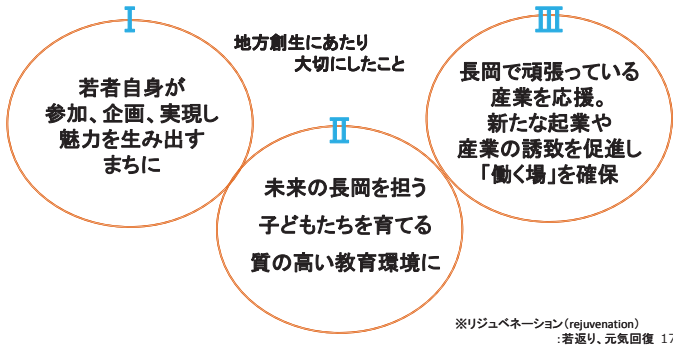 地方創生にあたり
大切にしたこと
Ⅰ
若者自身が
参加、企画、実現し
魅力を生み出す
まちに
Ⅱ
未来の長岡を担う
子どもたちを育てる
質の高い教育環境に
Ⅲ
長岡で頑張っている
産業を応援。
新たな起業や
産業の誘致を促進し
「働く場」を確保
※リジュベネーション（rejuvenation）
：若返り、元気回復 17